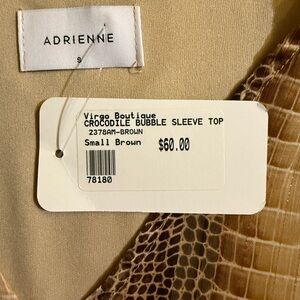 ADRIENNE
S
Virgo Boutique
CROCODILE BUBBLE SLEEVE TOP
2378AM-BROWN
Small Brown $60.00
78180